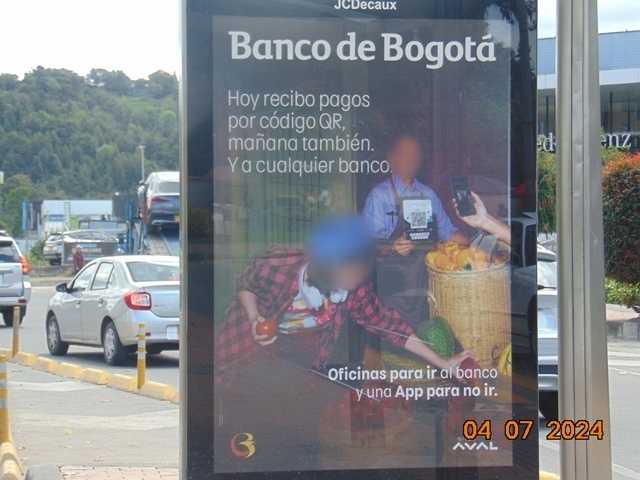 JCDecaux
Banco de Bogotá
Hoy recibo pagos
por código QR,
mañana también.
Y a cualquier banco.
Oficinas para ir al banco
y una App para no ir.
AVAL
04 07 2024